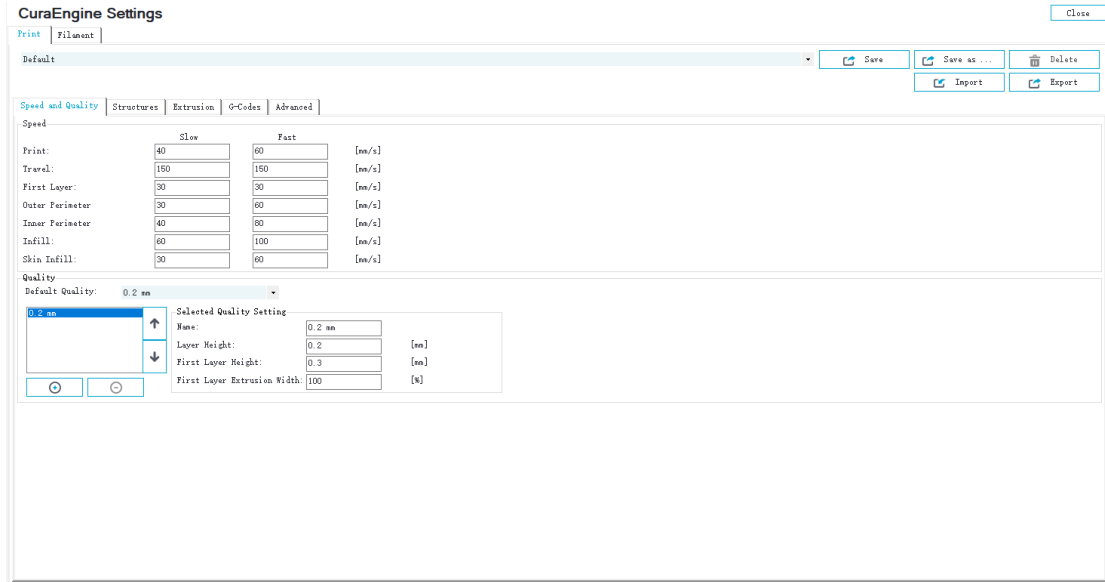 CuraEngine Settings
Close
Print Filament
Default
Save Save as ... Delete
Import Export
Speed and Quality Structures Extrusion G-Codes Advanced
Speed
Slow Fast
Print: 40 60 [mm/s]
Travel: 150 150 [mm/s]
First Layer: 30 30 [mm/s]
Outer Perimeter 30 60 [mm/s]
Inner Perimeter 40 80 [mm/s]
Infill: 60 100 [mm/s]
Skin Infill: 30 60 [mm/s]
Quality
Default Quality: 0.2 mm
0.2 mm
Selected Quality Setting
Name: 0.2 mm
Layer Height: 0.2 [mm]
First Layer Height: 0.3 [mm]
First Layer Extrusion Width: 100 [%]